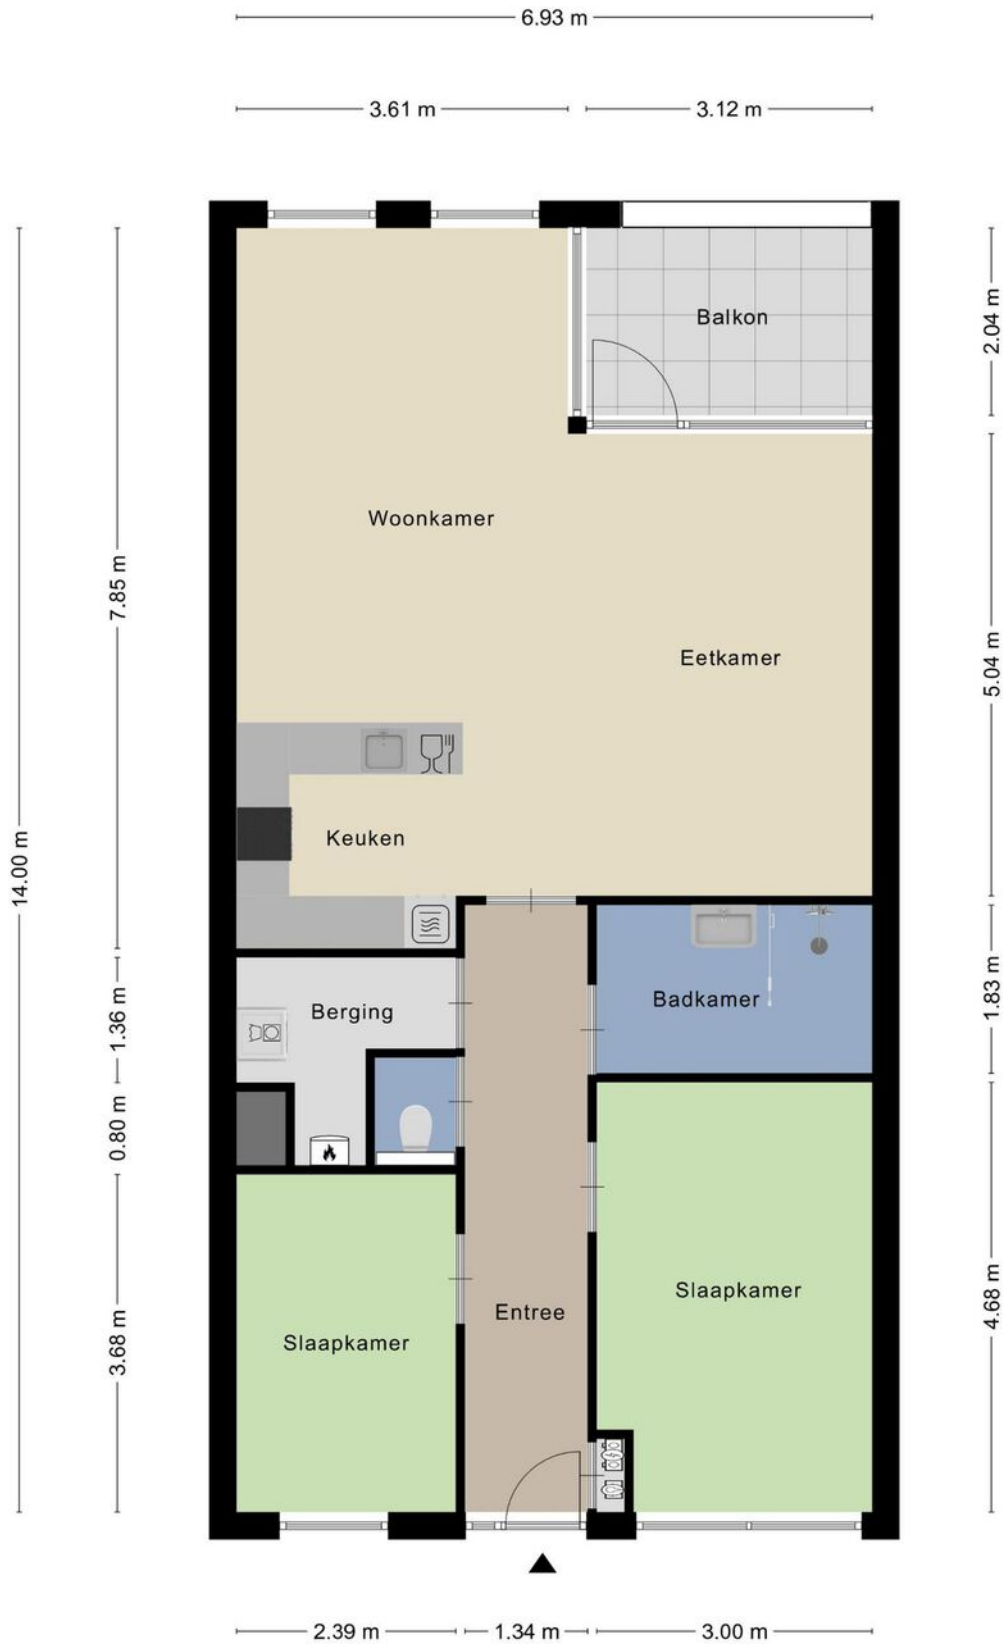 6.93 m
3.61 m
3.12 m
Balkon
2.04 m
Woonkamer
7.85 m
Eetkamer
5.04 m
14.00 m
Keuken
Berging
Badkamer
1.36 m
1.83 m
0.80 m
Slaapkamer
Entree
Slaapkamer
3.68 m
4.68 m
2.39 m
1.34 m
3.00 m